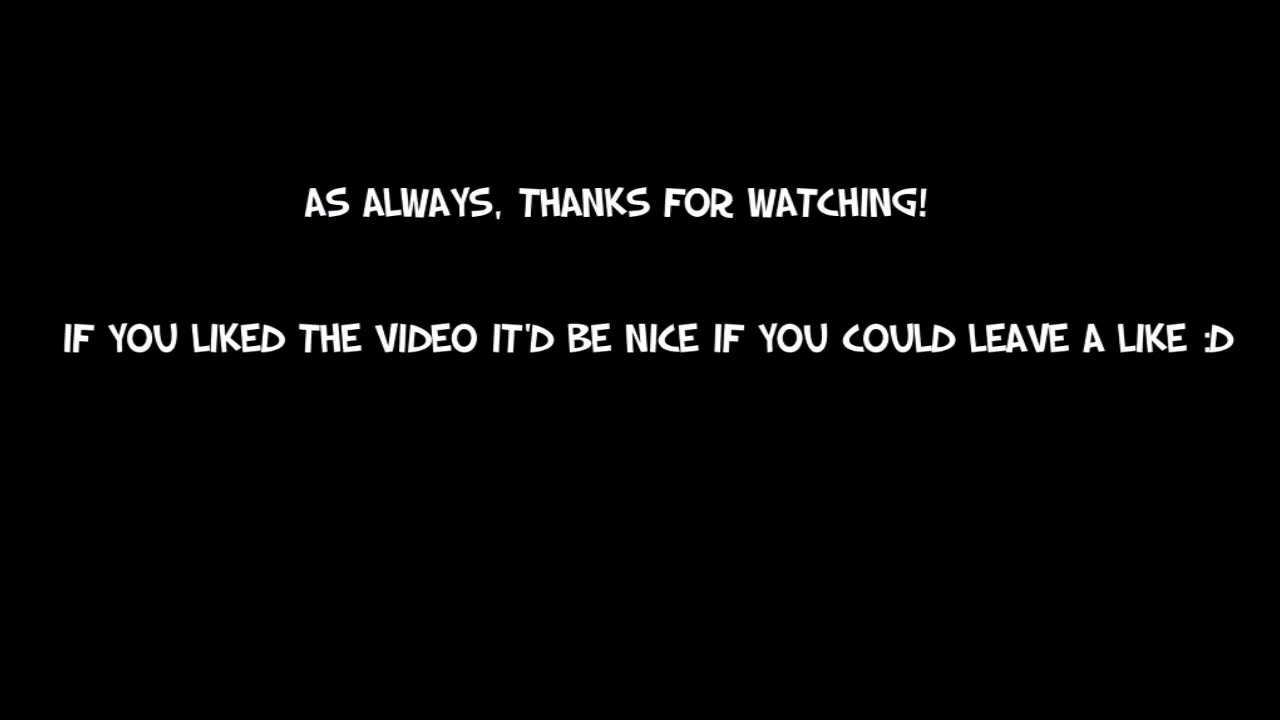 AS ALWAYS, THANKS FOR WATCHING!
IF YOU LIKED THE VIDEO IT'D BE NICE IF YOU COULD LEAVE A LIKE :D